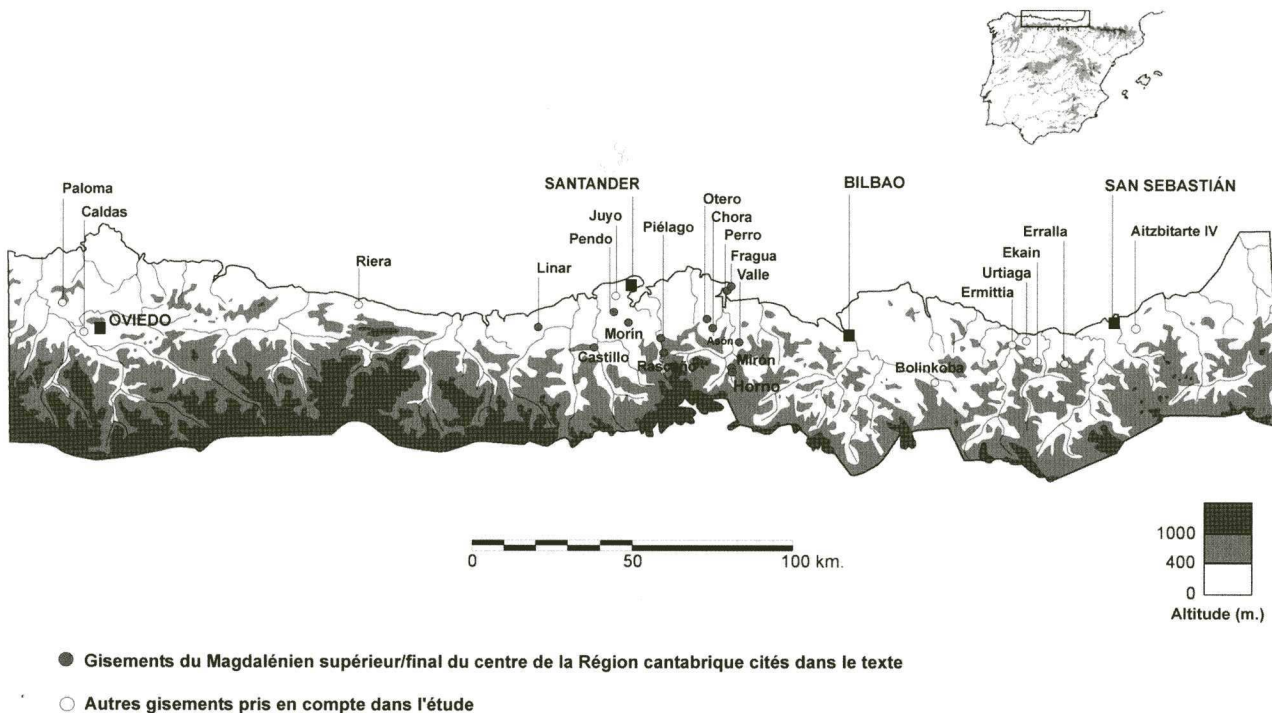 Paloma
Caldas
OVIEDO
Riera
Linar
SANTANDER
Juyo
Pendo
Piélago
Morín
Castillo
Rascaño
Otero
Chora
Perro
Fragua
Valle
Asón
Mirón
Horno
BILBAO
Bolinkoba
Ermittia
Urtiaga
Ekain
Erralla
SAN SEBASTIÁN
Aitzbitarte IV
0 50 100 km.
1000
400
0
Altitude (m.)
Gisements du Magdalénien supérieur/final du centre de la Région cantabrique cités dans le texte
Autres gisements pris en compte dans l'étude